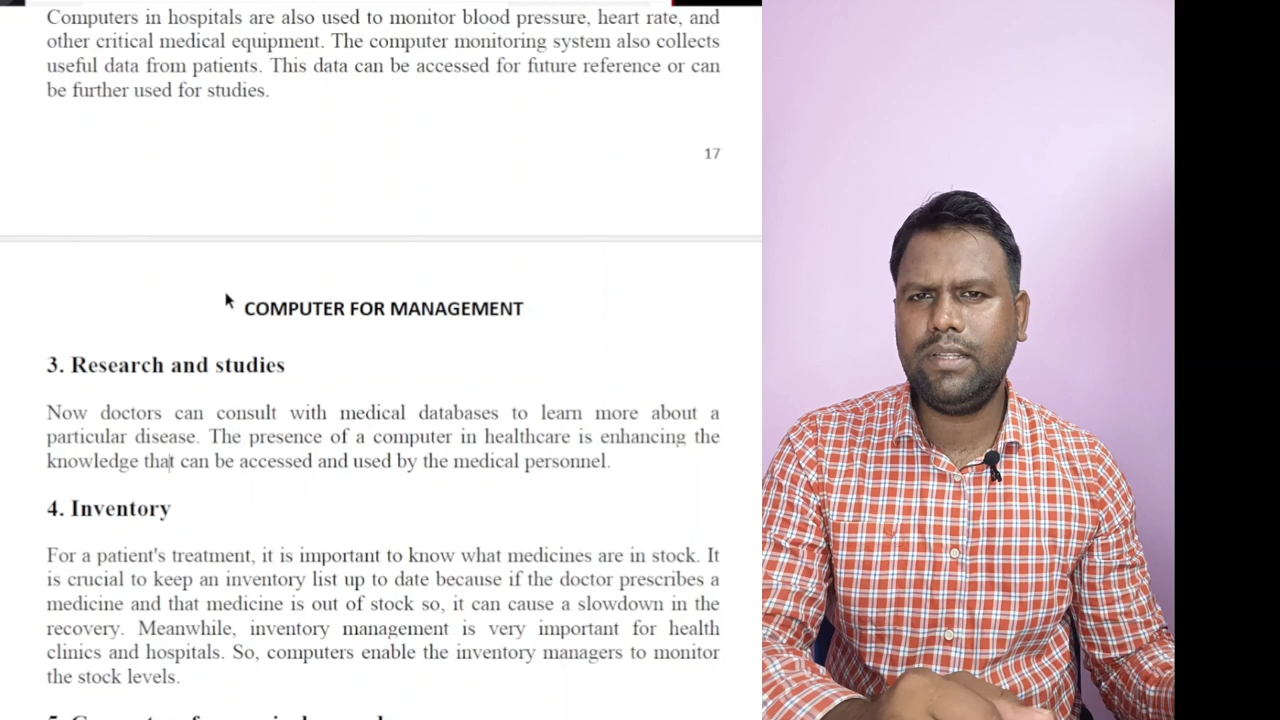 Computers in hospitals are also used to monitor blood pressure, heart rate, and
other critical medical equipment. The computer monitoring system also collects
useful data from patients. This data can be accessed for future reference or can
be further used for studies.
17
COMPUTER FOR MANAGEMENT
3. Research and studies
Now doctors can consult with medical databases to learn more about a
particular disease. The presence of a computer in healthcare is enhancing the
knowledge that can be accessed and used by the medical personnel.
4. Inventory
For a patient's treatment, it is important to know what medicines are in stock. It
is crucial to keep an inventory list up to date because if the doctor prescribes a
medicine and that medicine is out of stock so, it can cause a slowdown in the
recovery. Meanwhile, inventory management is very important for health
clinics and hospitals. So, computers enable the inventory managers to monitor
the stock levels.